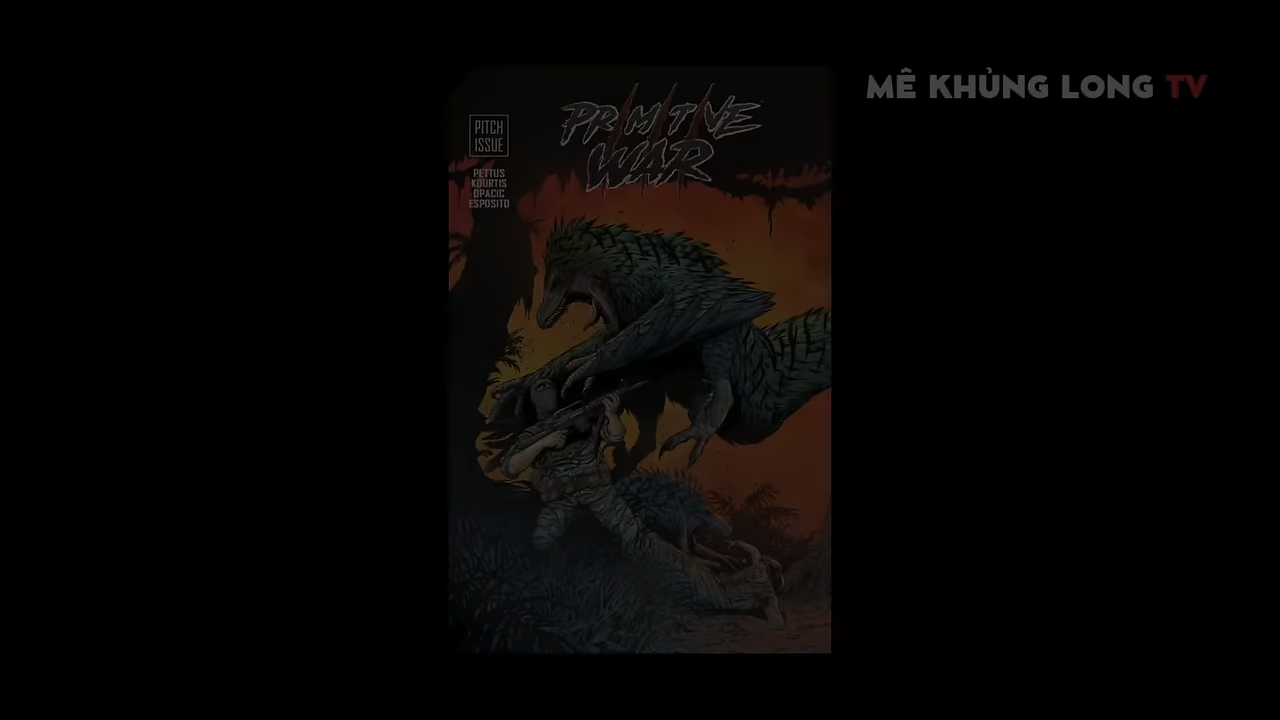 MÊ KHỦNG LONG TV
PRIMITIVE
WAR
PITCH
ISSUE
PETTUS
KOURTIS
OPACIC
ESPOSITO